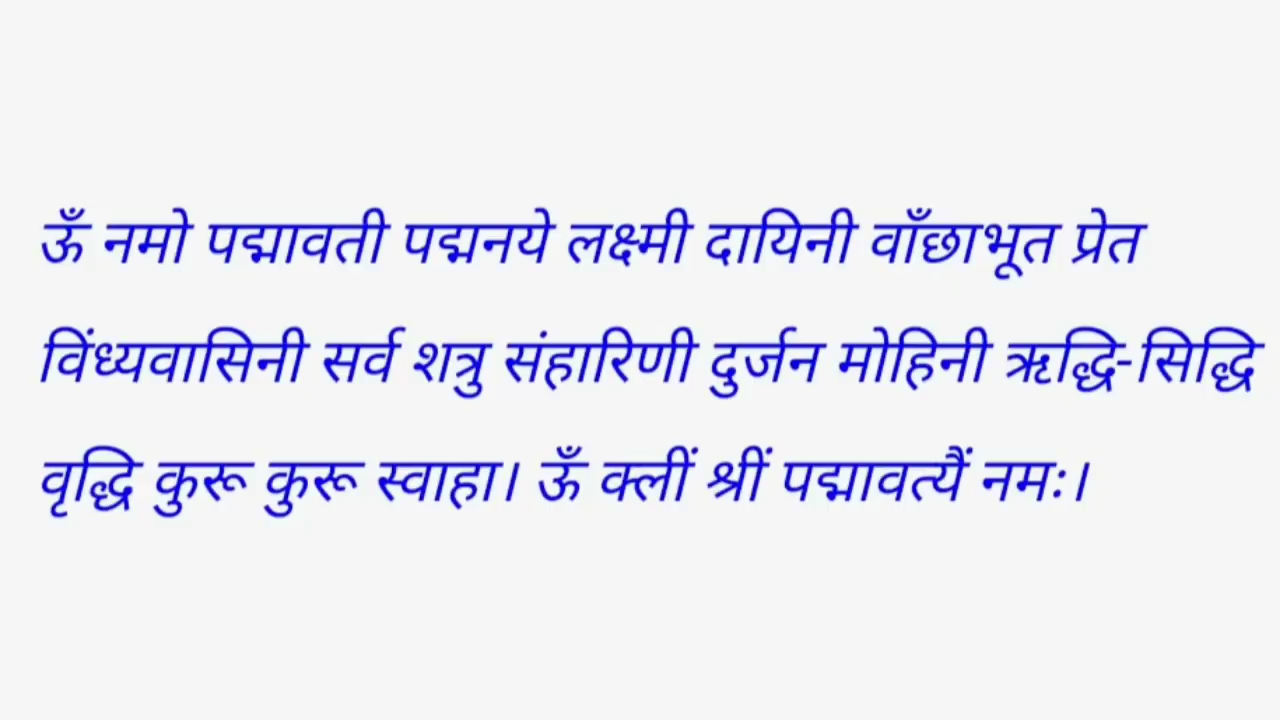 ऊँ नमो पद्मावती पद्मनये लक्ष्मी दायिनी वाँछाभूत प्रेत
विंध्यवासिनी सर्व शत्रु संहारिणी दुर्जन मोहिनी ऋद्धि-सिद्धि
वृद्धि कुरू कुरू स्वाहा। ऊँ क्लीं श्रीं पद्मावत्यैं नमः।